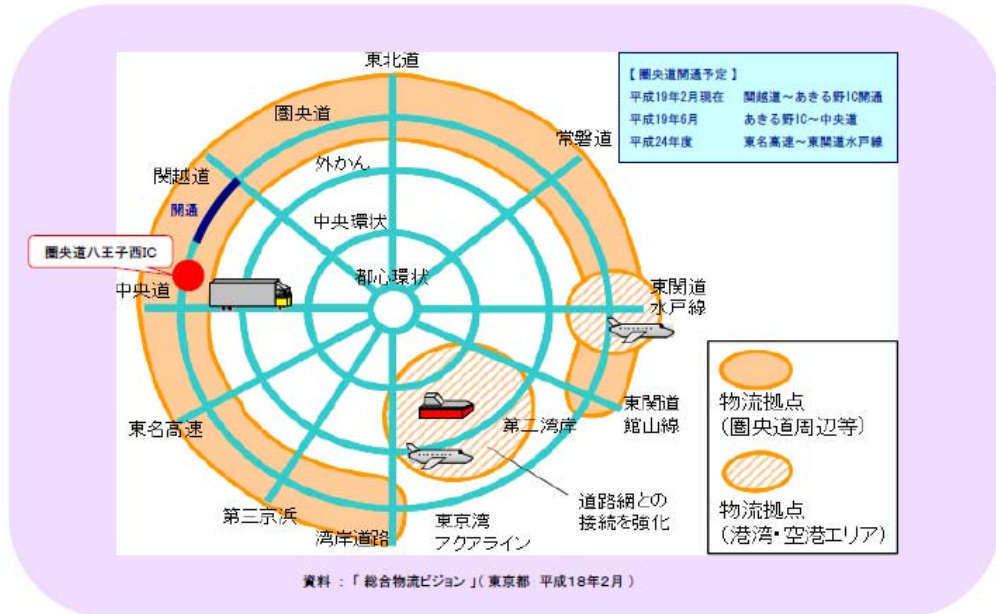 東北道
【 圏央道開通予定 】
平成19年2月現在 関越道～あきる野IC開通
平成19年6月 あきる野IC～中央道
平成24年度 東名高速～東関道水戸線
圏央道
常磐道
外かん
関越道
開通
中央環状
圏央道八王子西IC
都心環状
中央道
東関道
水戸線
東関道
館山線
物流拠点
（圏央道周辺等）
東名高速
第二湾岸
道路網との
接続を強化
第三京浜
湾岸道路
東京湾
アクアライン
物流拠点
（港湾・空港エリア）
資料 ： 「 総合物流ビジョン 」（ 東京都 平成18年2月 ）